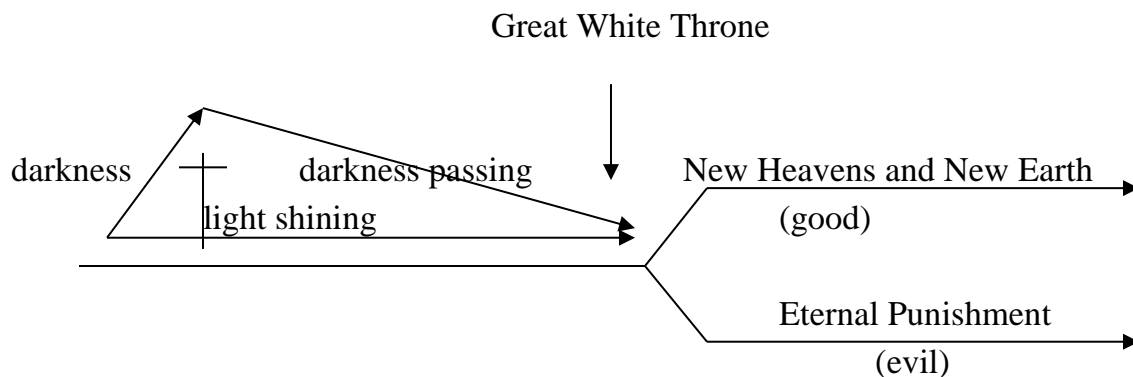 Great White Throne
darkness
darkness passing
New Heavens and New Earth
light shining
(good)
Eternal Punishment
(evil)